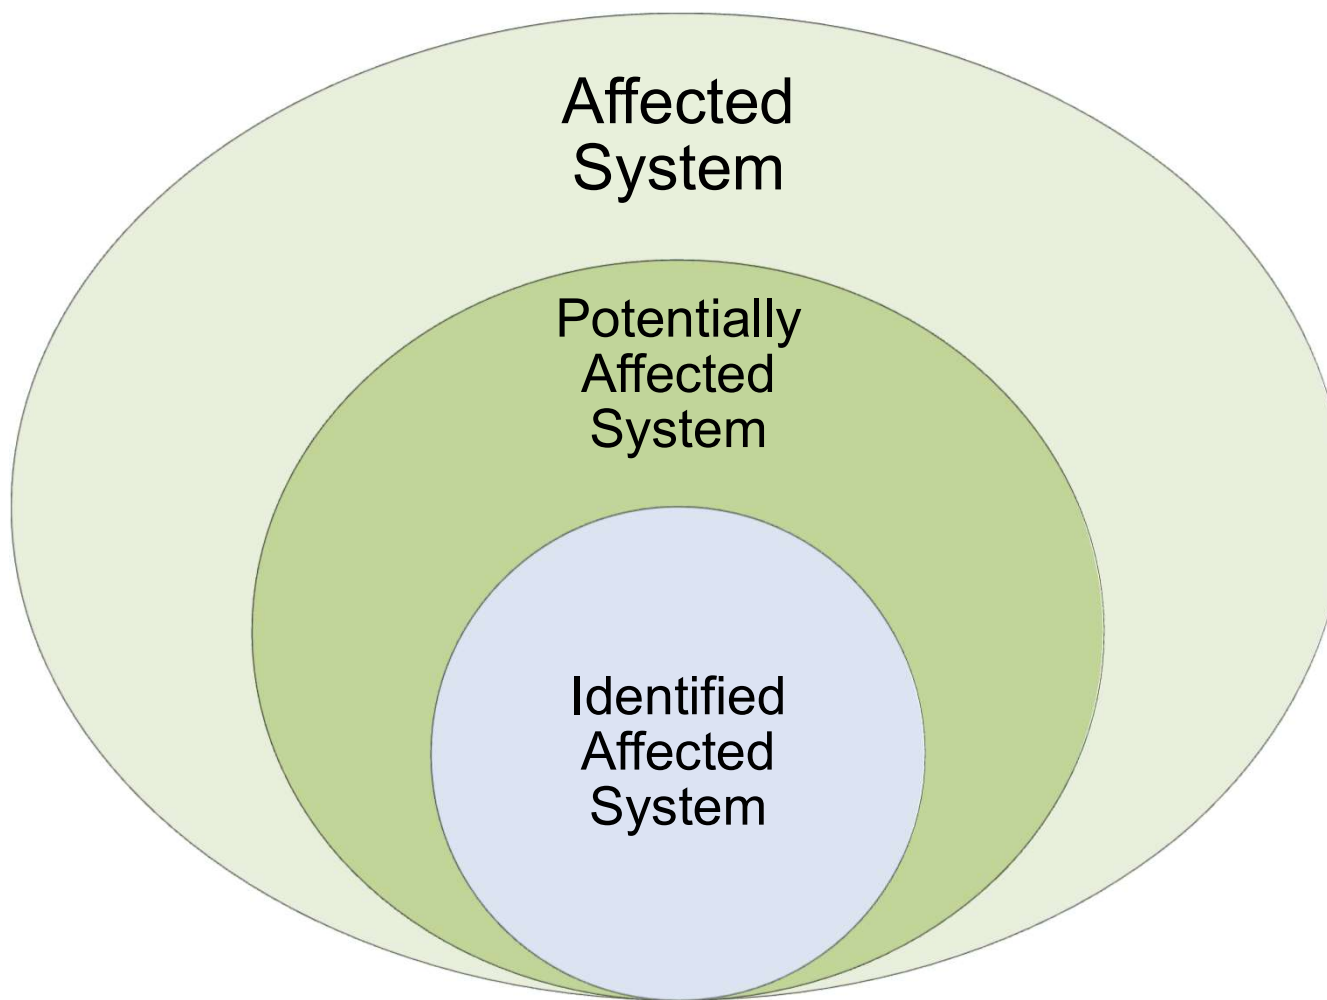 Affected
System
Potentially
Affected
System
Identified
Affected
System